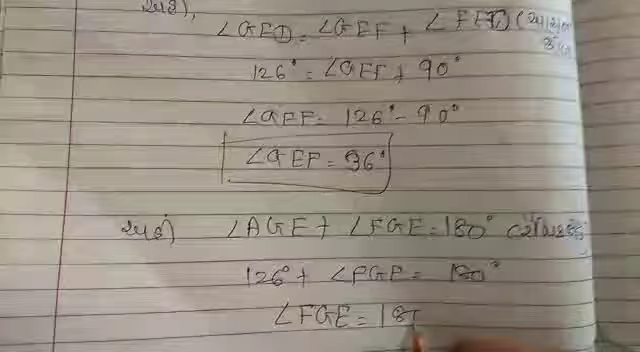 ∠GED = ∠GEF + ∠FED
126° = ∠GEF + 90°
∠GEF = 126° - 90°
∠GEF = 36°
∠AGE + ∠FGE = 180°
126° + ∠FGE = 180°
∠FGE = 18